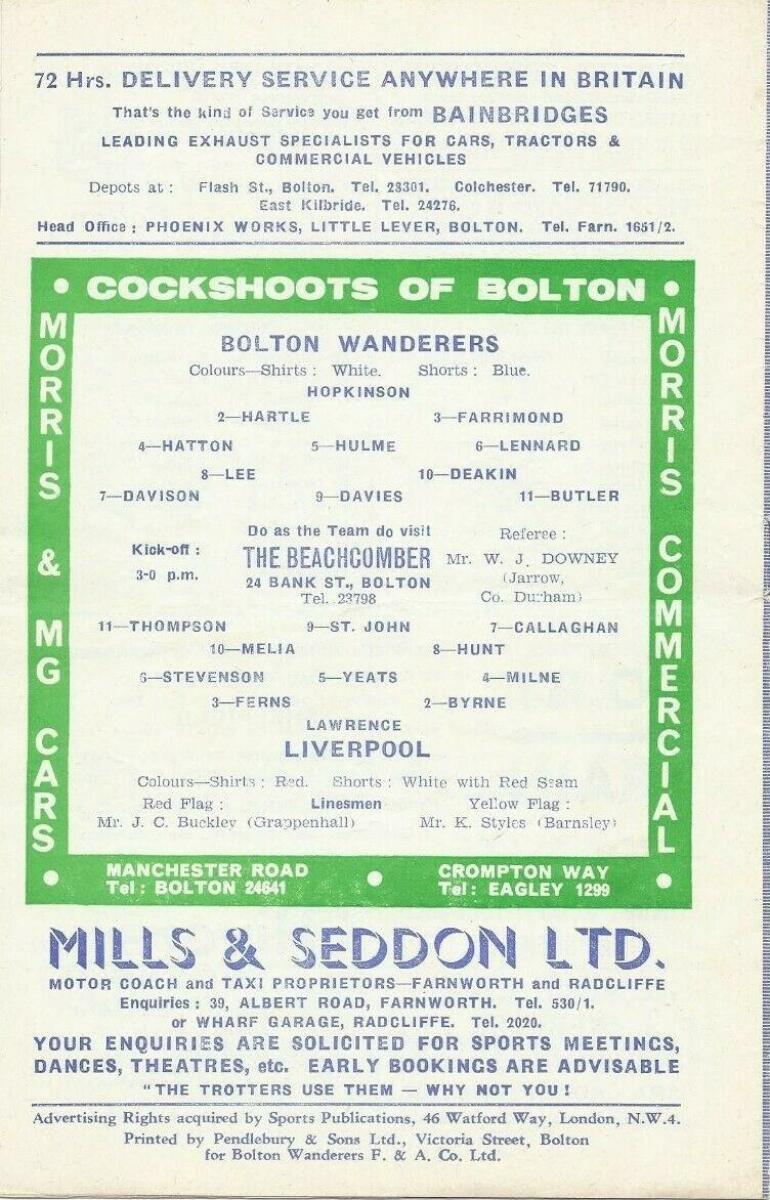 72 Hrs. DELIVERY SERVICE ANYWHERE IN BRITAIN
That's the kind of Service you get from BAINBRIDGES
LEADING EXHAUST SPECIALISTS FOR CARS, TRACTORS &
COMMERCIAL VEHICLES
Depots at : Flash St., Bolton. Tel. 23301. Colchester. Tel. 71790.
East Kilbride. Tel. 24276.
Head Office : PHOENIX WORKS, LITTLE LEVER, BOLTON. Tel. Farn. 1651/2.
• COCKSHOOTS OF BOLTON •
MORRIS & MG CARS
MORRIS COMMERCIAL
BOLTON WANDERERS
Colours—Shirts : White. Shorts : Blue.
HOPKINSON
2—HARTLE 3—FARRIMOND
4—HATTON 5—HULME 6—LENNARD
8—LEE 10—DEAKIN
7—DAVISON 9—DAVIES 11—BUTLER
Kick-off :
3-0 p.m.
Do as the Team do visit
THE BEACHCOMBER
24 BANK ST., BOLTON
Tel. 23798
Referee :
Mr. W. J. DOWNEY
(Jarrow,
Co. Durham)
11—THOMPSON 9—ST. JOHN 7—CALLAGHAN
10—MELIA 8—HUNT
6—STEVENSON 5—YEATS 4—MILNE
3—FERNS 2—BYRNE
LAWRENCE
LIVERPOOL
Colours—Shirts : Red. Shorts : White with Red Seam
Red Flag : Linesmen Yellow Flag :
Mr. J. C. Buckley (Grappenhall) Mr. K. Styles (Barnsley)
MANCHESTER ROAD
Tel : BOLTON 24641
•
CROMPTON WAY
Tel : EAGLEY 1299
MILLS & SEDDON LTD.
MOTOR COACH and TAXI PROPRIETORS—FARNWORTH and RADCLIFFE
Enquiries : 39, ALBERT ROAD, FARNWORTH. Tel. 530/1.
or WHARF GARAGE, RADCLIFFE. Tel. 2020.
YOUR ENQUIRIES ARE SOLICITED FOR SPORTS MEETINGS,
DANCES, THEATRES, etc. EARLY BOOKINGS ARE ADVISABLE
"THE TROTTERS USE THEM — WHY NOT YOU !
Advertising Rights acquired by Sports Publications, 46 Watford Way, London, N.W.4.
Printed by Pendlebury & Sons Ltd., Victoria Street, Bolton
for Bolton Wanderers F. & A. Co. Ltd.